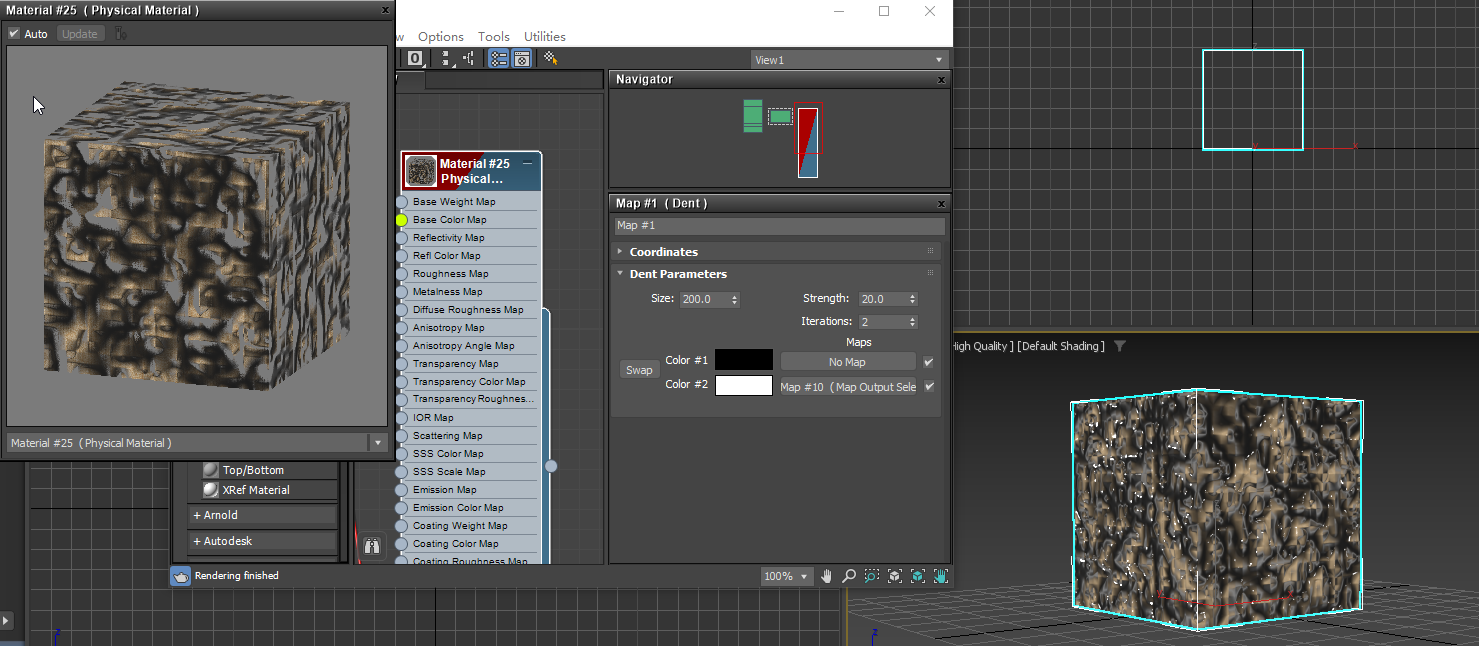 Material #25 ( Physical Material )
x
Auto
Update
w
Options
Tools
Utilities
0
View1
Navigator
x
Material #25
Physical...
Base Weight Map
Base Color Map
Reflectivity Map
Refl Color Map
Roughness Map
Metalness Map
Diffuse Roughness Map
Anisotropy Map
Anisotropy Angle Map
Transparency Map
Transparency Color Map
Transparency Roughnes...
IOR Map
Scattering Map
SSS Color Map
SSS Scale Map
Emission Map
Emission Color Map
Coating Weight Map
Coating Color Map
Coating Roughness Map
Map #1 ( Dent )
x
Map #1
Coordinates
Dent Parameters
Size: 200.0
Strength: 20.0
Iterations: 2
Maps
Swap
Color #1
No Map
Color #2
Map #10 (Map Output Sele
Material #25 ( Physical Material )
Top/Bottom
XRef Material
+ Arnold
+ Autodesk
Rendering finished
100%
High Quality ] [Default Shading ]
x
z
z